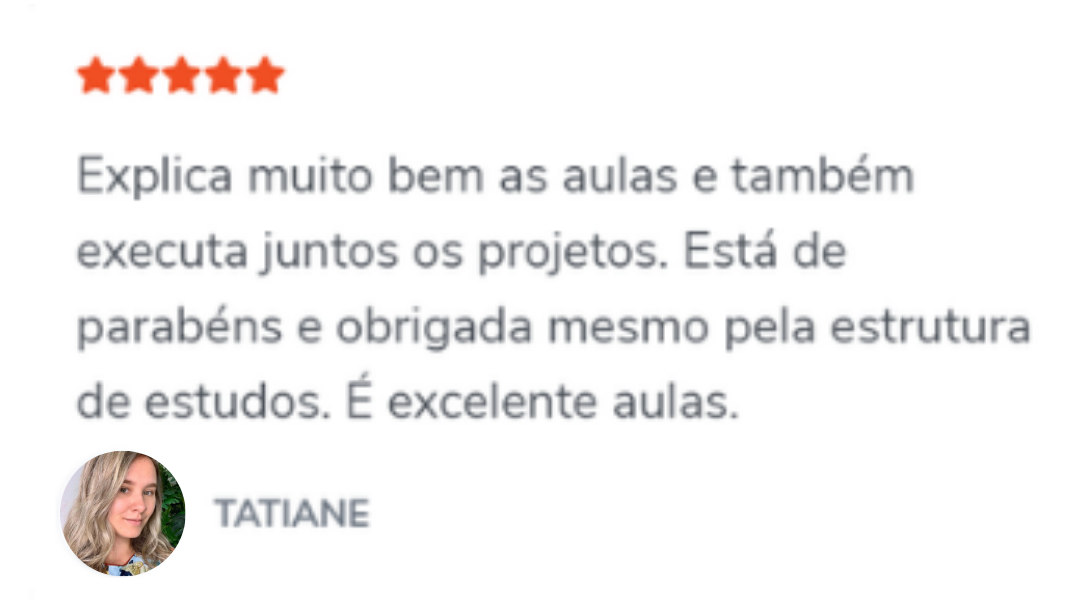 Explica muito bem as aulas e também
executa juntos os projetos. Está de
parabéns e obrigada mesmo pela estrutura
de estudos. É excelente aulas.
TATIANE